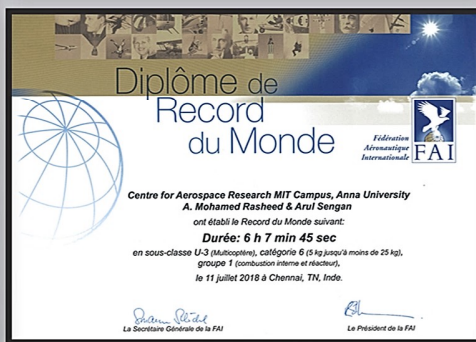 Diplôme de
Record
du Monde
Fédération
Aéronautique
Internationale
FAI
Centre for Aerospace Research MIT Campus, Anna University
A. Mohamed Rasheed & Arul Sengan
ont établi le Record du Monde suivant:
Durée: 6 h 7 min 45 sec
en sous-classe U-3 (Multicoptère), catégorie 6 (5 kg jusqu'à moins de 25 kg),
groupe 1 (combustion interne et réacteur),
le 11 juillet 2018 à Chennai, TN, Inde.
La Secrétaire Générale de la FAI
Le Président de la FAI